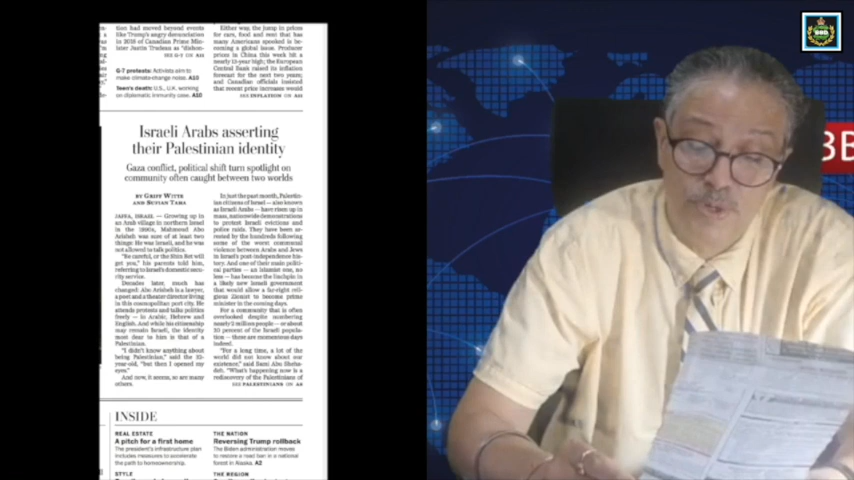 tion had moved beyond events
like Trump's angry denunciation
in 2018 of Canadian Prime Min-
ister Justin Trudeau as "dishon-
SEE G-7 ON A11
G-7 protests: Activists aim to
make climate-change noise. A13
Teen's death: U.S., U.K. working
on diplomatic immunity case. A10
Either way, the jump in prices
for cars, food and rent that has
many Americans spooked is be-
coming a global issue. Producer
prices in China this week hit a
nearly 13-year high; the European
Central Bank raised its inflation
forecast for the next two years;
and Canadian officials insisted
that recent price increases would
SEE INFLATION ON
Israeli Arabs asserting
their Palestinian identity
Gaza conflict, political shift turn spotlight on
community often caught between two worlds
BY GRIFF WITTE
AND SUFIAN TAHA
JAFFA, ISRAEL — Growing up in
an Arab village in northern Israel
in the 1990s, Mahmoud Abo
Arisheh was sure of at least two
things: He was Israeli, and he was
not allowed to talk politics.
"Be careful, or the Shin Bet will
get you," his parents told him,
referring to Israel's domestic secu-
rity service.
Decades later, much has
changed: Abo Arisheh is a lawyer,
a poet and a theater director living
in this cosmopolitan port city. He
attends protests and talks politics
freely — in Arabic, Hebrew and
English. And while his citizenship
may remain Israeli, the identity
most dear to him is that of a
Palestinian.
"I didn't know anything about
being Palestinian," said the 32-
year-old, "but then I opened my
eyes."
And now, it seems, so are many
others.
In just the past month, Palestin-
ian citizens of Israel — also known
as Israeli Arabs — have risen up in
mass, nationwide demonstrations
to protest Israeli evictions and
police raids. They have been ar-
rested by the hundreds following
some of the worst communal
violence between Arabs and Jews
in Israel's post-independence his-
tory. And one of their main politi-
cal parties — an Islamist one, no
less — has become the linchpin in
a likely new Israeli government
that would allow a far-right reli-
gious Zionist to become prime
minister in the coming days.
For a community that is often
overlooked despite numbering
nearly 2 million people — or about
20 percent of the Israeli popula-
tion — these are momentous days
indeed.
"For a long time, a lot of the
world did not know about our
existence," said Sami Abu Sheha-
deh. "What's happening now is a
rediscovery of the Palestinians of
SEE PALESTINIANS ON A9
INSIDE
REAL ESTATE
A pitch for a first home
The president's infrastructure plan
includes measures to accelerate
the path to homeownership.
STYLE
THE NATION
Reversing Trump rollback
The Biden administration moves
to restore a road ban in a national
forest in Alaska. A2
THE REGION